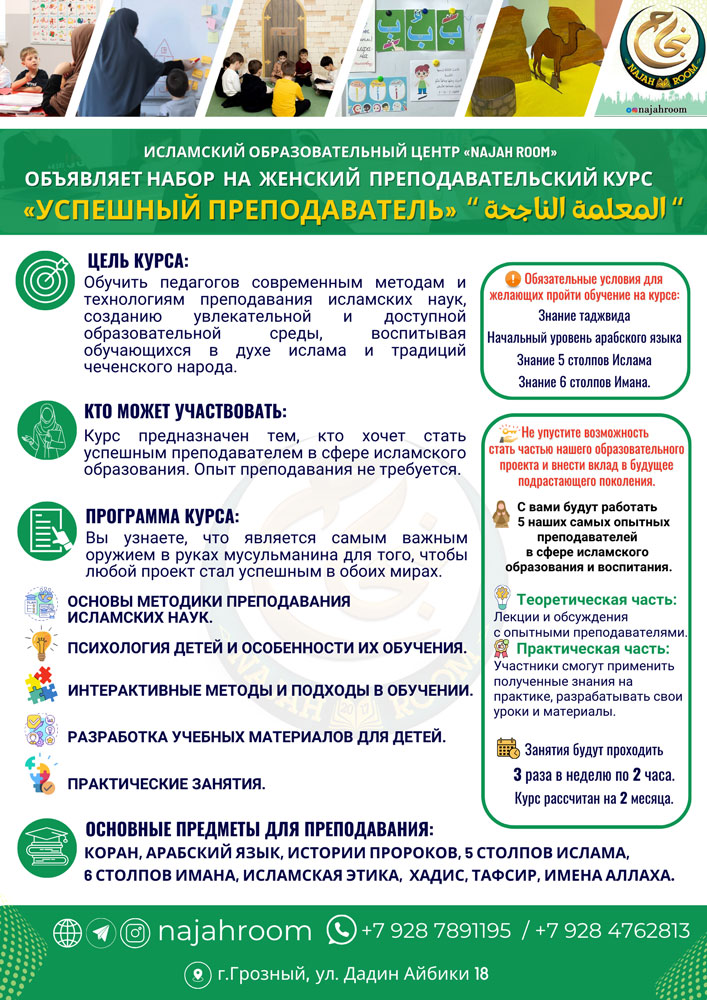 نجاح
NAJAH ROOM
@najahroom
ИСЛАМСКИЙ ОБРАЗОВАТЕЛЬНЫЙ ЦЕНТР «NAJAH ROOM»
ОБЪЯВЛЯЕТ НАБОР НА ЖЕНСКИЙ ПРЕПОДАВАТЕЛЬСКИЙ КУРС
«УСПЕШНЫЙ ПРЕПОДАВАТЕЛЬ» “ المعلمة الناجحة “
ЦЕЛЬ КУРСА:
Обучить педагогов современным методам и
технологиям преподавания исламских наук,
созданию увлекательной и доступной
образовательной среды, воспитывая
обучающихся в духе ислама и традиций
чеченского народа.
КТО МОЖЕТ УЧАСТВОВАТЬ:
Курс предназначен тем, кто хочет стать
успешным преподавателем в сфере исламского
образования. Опыт преподавания не требуется.
ПРОГРАММА КУРСА:
Вы узнаете, что является самым важным
оружием в руках мусульманина для того, чтобы
любой проект стал успешным в обоих мирах.
ОСНОВЫ МЕТОДИКИ ПРЕПОДАВАНИЯ
ИСЛАМСКИХ НАУК.
ПСИХОЛОГИЯ ДЕТЕЙ И ОСОБЕННОСТИ ИХ ОБУЧЕНИЯ.
ИНТЕРАКТИВНЫЕ МЕТОДЫ И ПОДХОДЫ В ОБУЧЕНИИ.
РАЗРАБОТКА УЧЕБНЫХ МАТЕРИАЛОВ ДЛЯ ДЕТЕЙ.
ПРАКТИЧЕСКИЕ ЗАНЯТИЯ.
Обязательные условия для
желающих пройти обучение на курсе:
Знание таджвида
Начальный уровень арабского языка
Знание 5 столпов Ислама
Знание 6 столпов Имана.
Не упустите возможность
стать частью нашего образовательного
проекта и внести вклад в будущее
подрастающего поколения.
С вами будут работать
5 наших самых опытных
преподавателей
в сфере исламского
образования и воспитания.
Теоретическая часть:
Лекции и обсуждения
с опытными преподавателями.
Практическая часть:
Участники смогут применить
полученные знания на
практике, разрабатывать свои
уроки и материалы.
Занятия будут проходить
3 раза в неделю по 2 часа.
Курс рассчитан на 2 месяца.
نجاح
NAJAH ROOM
2017
ОСНОВНЫЕ ПРЕДМЕТЫ ДЛЯ ПРЕПОДАВАНИЯ:
КОРАН, АРАБСКИЙ ЯЗЫК, ИСТОРИИ ПРОРОКОВ, 5 СТОЛПОВ ИСЛАМА,
6 СТОЛПОВ ИМАНА, ИСЛАМСКАЯ ЭТИКА, ХАДИС, ТАФСИР, ИМЕНА АЛЛАХА.
najahroom +7 928 7891195 / +7 928 4762813
г.Грозный, ул. Дадин Айбики 18